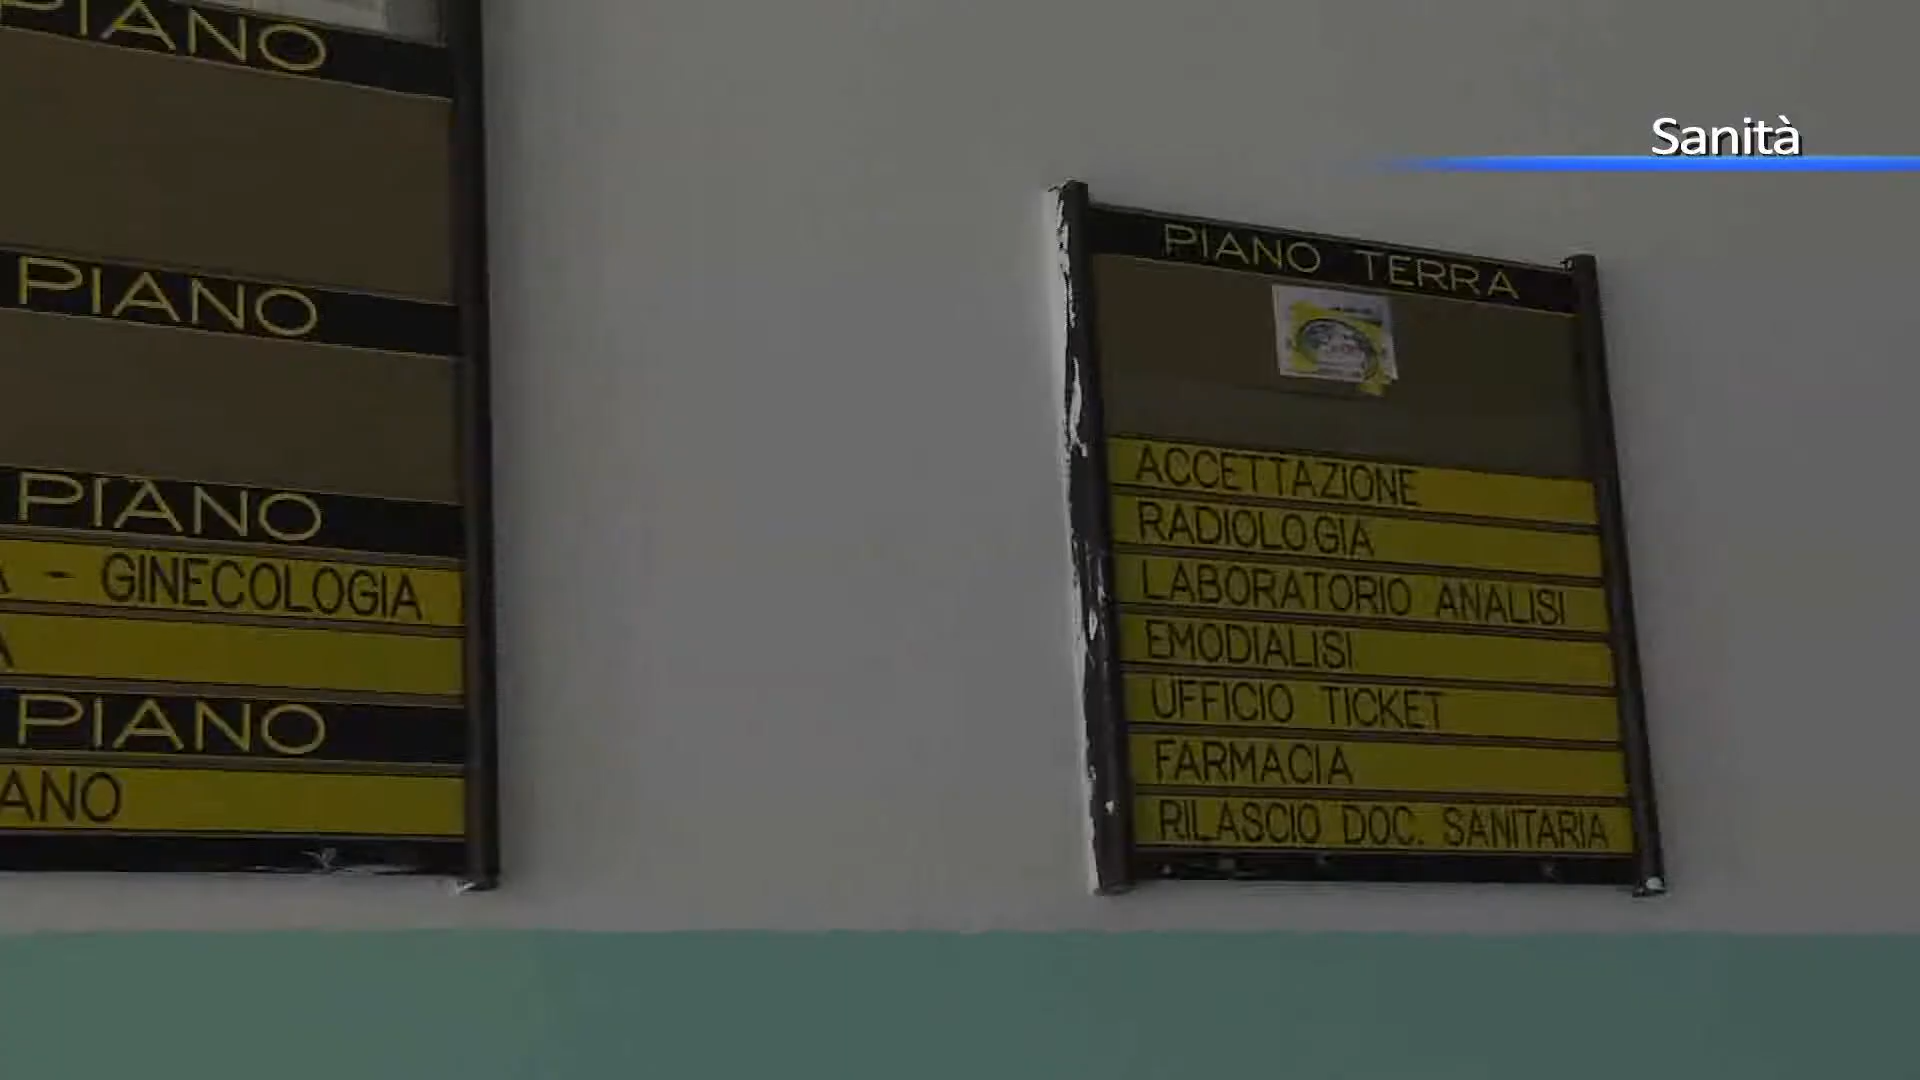 Sanità
PIANO
PIANO
PIANO
- GINECOLOGIA
PIANO
ANO
PIANO TERRA
ACCETTAZIONE
RADIOLOGIA
LABORATORIO ANALISI
EMODIALISI
UFFICIO TICKET
FARMACIA
RILASCIO DOC. SANITARIA